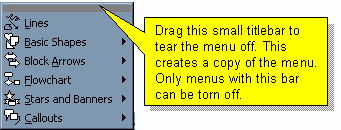 Lines
Basic Shapes
Block Arrows
Flowchart
Stars and Banners
Callouts
Drag this small titlebar to
tear the menu off. This
creates a copy of the menu.
Only menus with this bar
can be torn off.